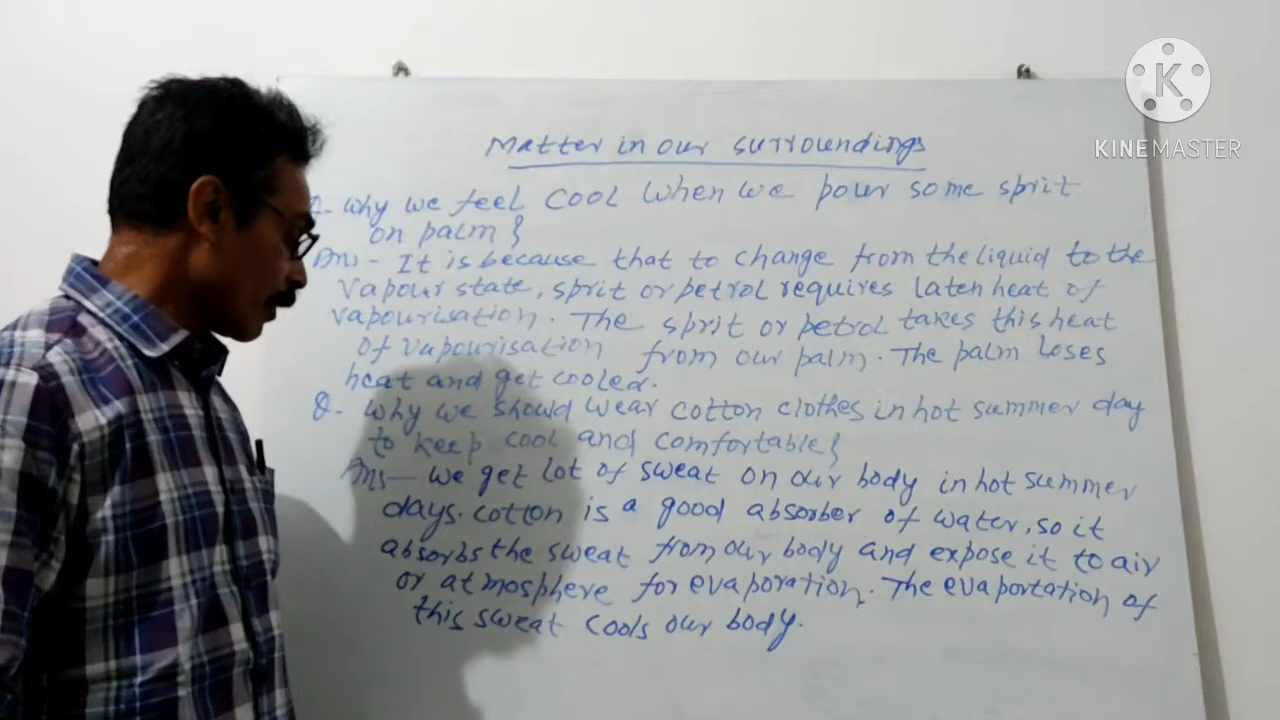 Matter in our surroundings
Q. Why we feel cool when we pour some sprit
on palm }
Ans - It is because that to change from the liquid to the
vapour state, sprit or petrol requires laten heat of
vapourisation. The sprit or petrol takes this heat
of vapourisation from our palm. The palm loses
heat and get cooled.
Q- Why we should wear cotton clothes in hot summer day
to keep cool and comfortable }
Ans - We get lot of sweat on our body in hot summer
days. cotton is a good absorber of water, so it
absorbs the sweat from our body and expose it to air
or atmosphere for evaporation. The evaportation of
this sweat cools our body.
K
KINEMASTER